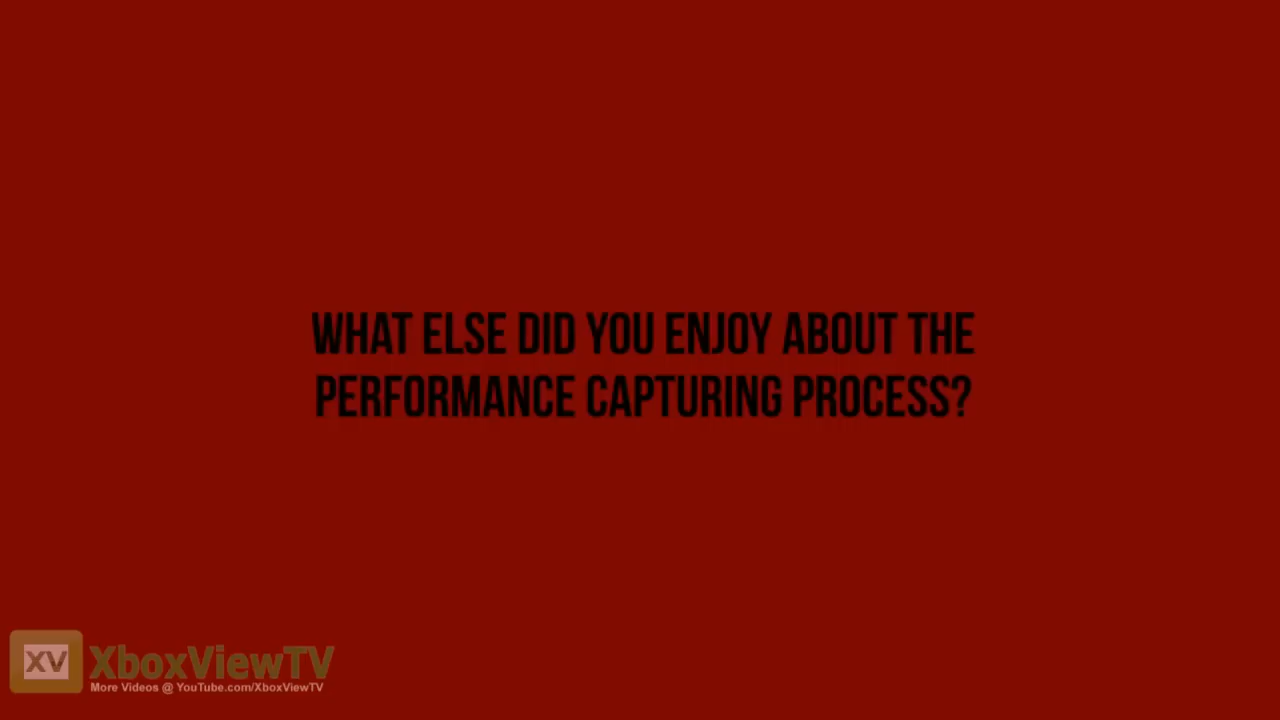 WHAT ELSE DID YOU ENJOY ABOUT THE
PERFORMANCE CAPTURING PROCESS?
XV XboxViewTV
More Videos @ YouTube.com/XboxViewTV